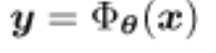 𝒚 = Φ_𝜽(𝒙)